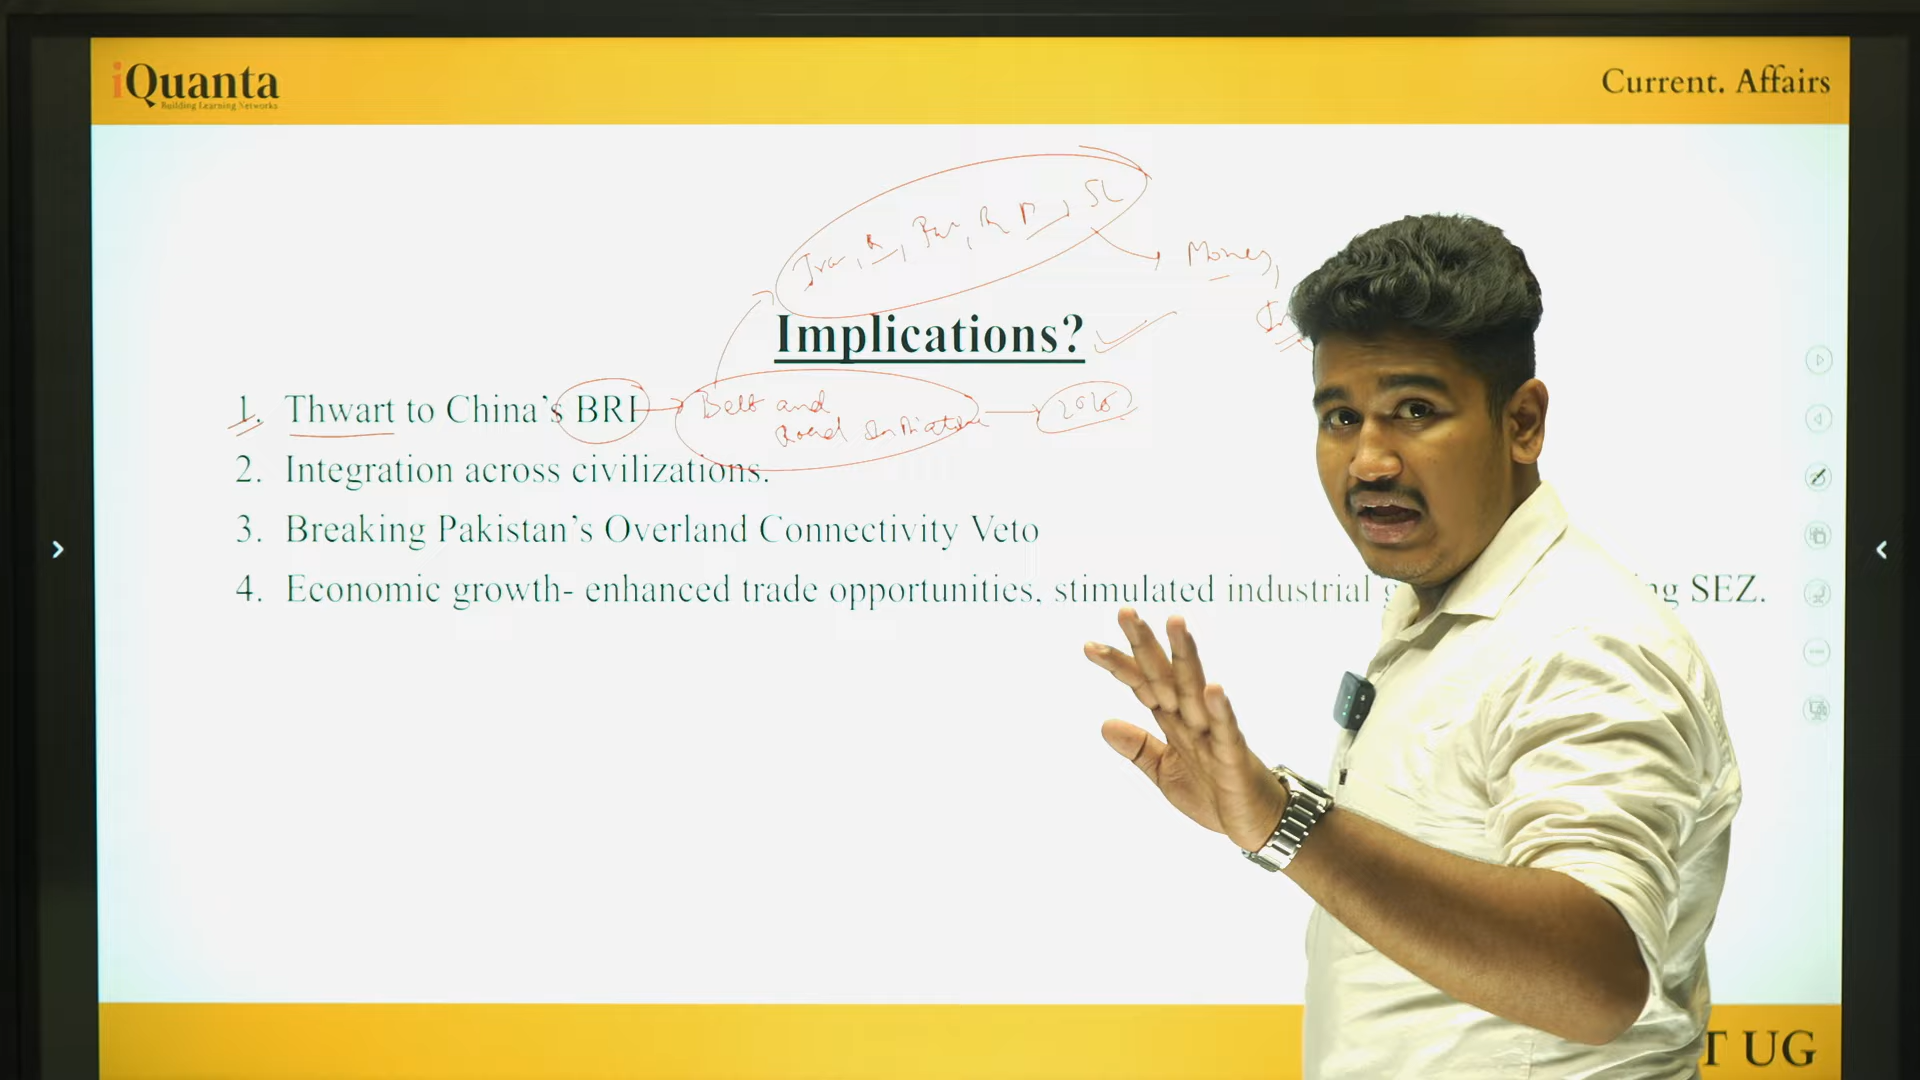 iQuanta
Building Learning Networks
Current. Affairs
SL
Money,
Implications?
1. Thwart to China's BRI
Belt and
Road Initiative
2. Integration across civilizations.
3. Breaking Pakistan's Overland Connectivity Veto
4. Economic growth- enhanced trade opportunities, stimulated industrial SEZ.
UG